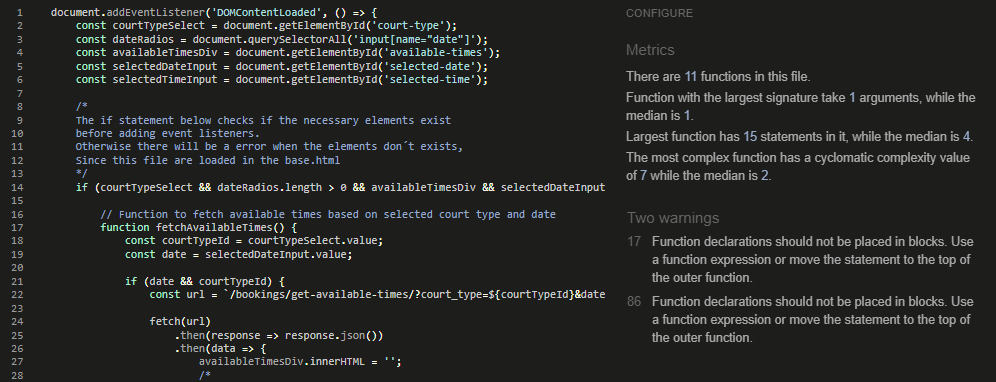 1 document.addEventListener('DOMContentLoaded', () => {
2 const courtTypeSelect = document.getElementById('court-type');
3 const dateRadios = document.querySelectorAll('input[name="date"]');
4 const availableTimesDiv = document.getElementById('available-times');
5 const selectedDateInput = document.getElementById('selected-date');
6 const selectedTimeInput = document.getElementById('selected-time');
7
8 /*
9 The if statement below checks if the necessary elements exist
10 before adding event listeners.
11 Otherwise there will be a error when the elements don´t exists,
12 Since this file are loaded in the base.html
13 */
14 if (courtTypeSelect && dateRadios.length > 0 && availableTimesDiv && selectedDateInput
15
16 // Function to fetch available times based on selected court type and date
17 function fetchAvailableTimes() {
18 const courtTypeId = courtTypeSelect.value;
19 const date = selectedDateInput.value;
20
21 if (date && courtTypeId) {
22 const url = `/bookings/get-available-times/?court_type=${courtTypeId}&date
23
24 fetch(url)
25 .then(response => response.json())
26 .then(data => {
27 availableTimesDiv.innerHTML = '';
28 /*
CONFIGURE
Metrics
There are 11 functions in this file.
Function with the largest signature take 1 arguments, while the
median is 1.
Largest function has 15 statements in it, while the median is 4.
The most complex function has a cyclomatic complexity value
of 7 while the median is 2.
Two warnings
17 Function declarations should not be placed in blocks. Use
a function expression or move the statement to the top of
the outer function.
86 Function declarations should not be placed in blocks. Use
a function expression or move the statement to the top of
the outer function.